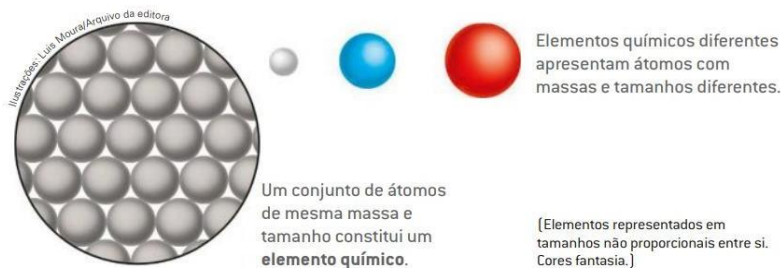 Ilustrações: Luis Moura/Arquivo da editora
Elementos químicos diferentes
apresentam átomos com
massas e tamanhos diferentes.
Um conjunto de átomos
de mesma massa e
tamanho constitui um
elemento químico.
(Elementos representados em
tamanhos não proporcionais entre si.
Cores fantasia.)